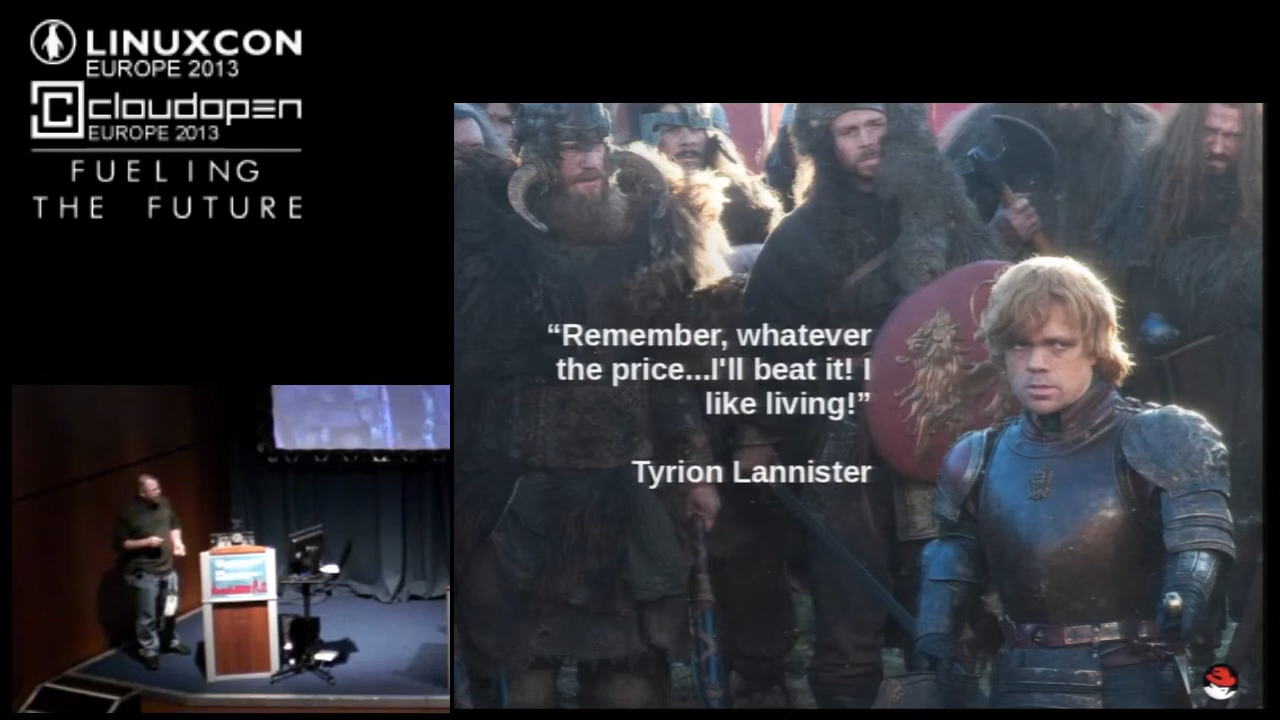 LINUXCON
EUROPE 2013
cloudopen
EUROPE 2013
FUELING
THE FUTURE
“Remember, whatever
the price...I'll beat it! I
like living!”
Tyrion Lannister